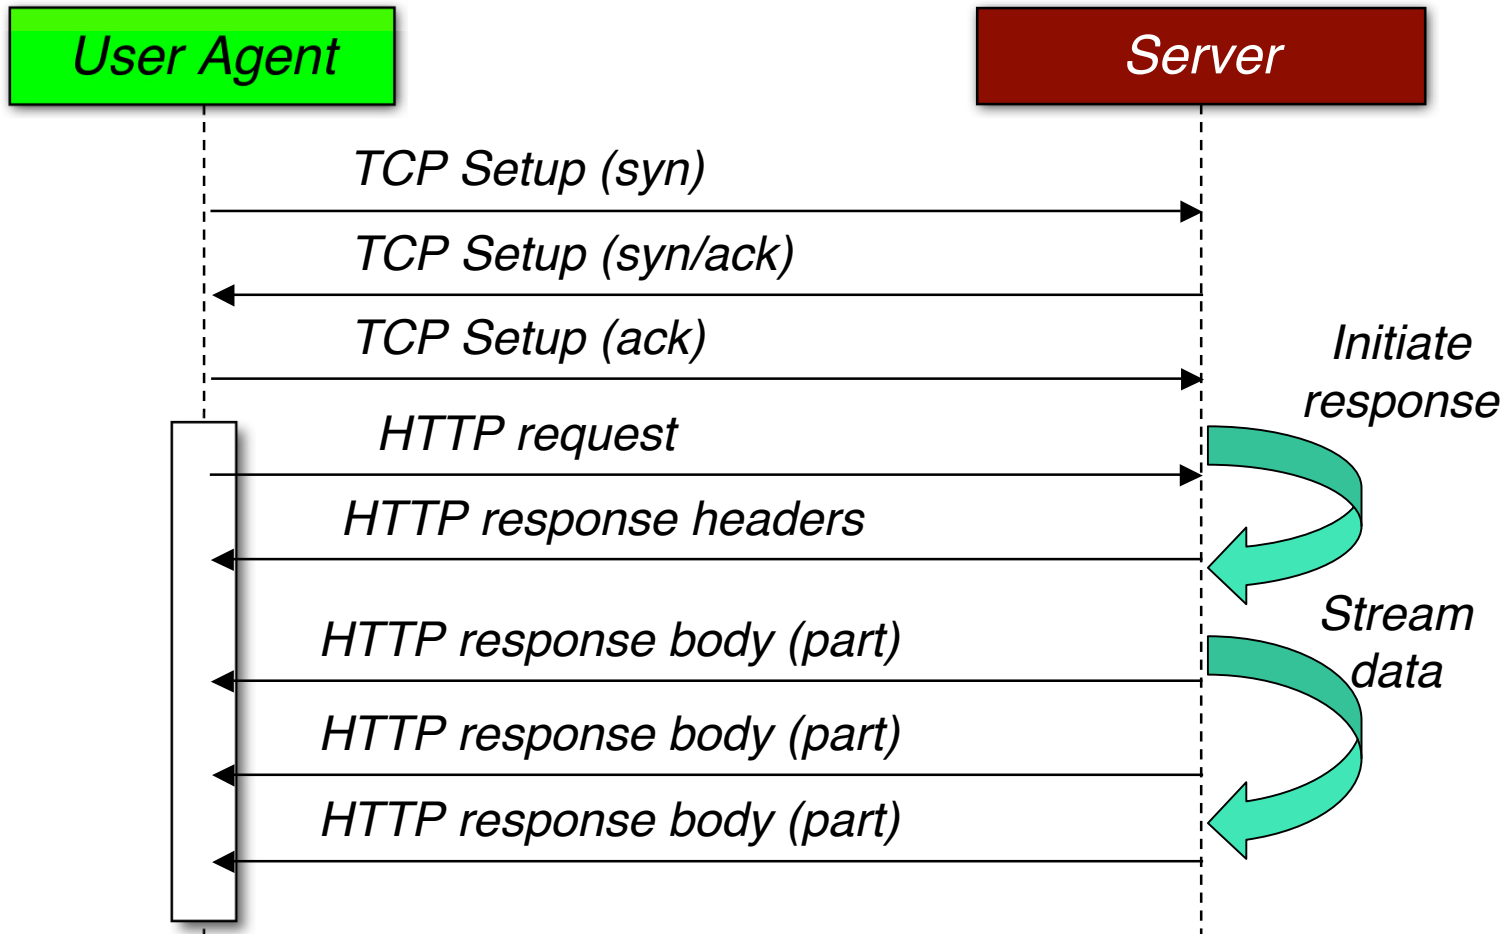 User Agent
Server
TCP Setup (syn)
TCP Setup (syn/ack)
TCP Setup (ack)
Initiate
response
HTTP request
HTTP response headers
Stream
data
HTTP response body (part)
HTTP response body (part)
HTTP response body (part)